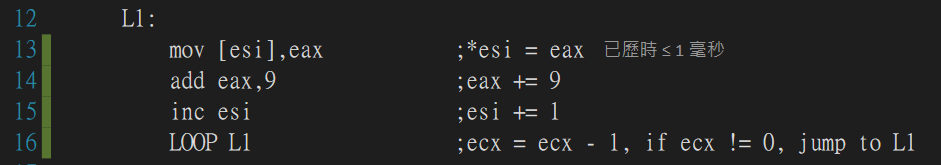 12 L1:
13 mov [esi],eax ;*esi = eax 已歷時 ≤ 1 毫秒
14 add eax,9 ;eax += 9
15 inc esi ;esi += 1
16 LOOP L1 ;ecx = ecx - 1, if ecx != 0, jump to L1